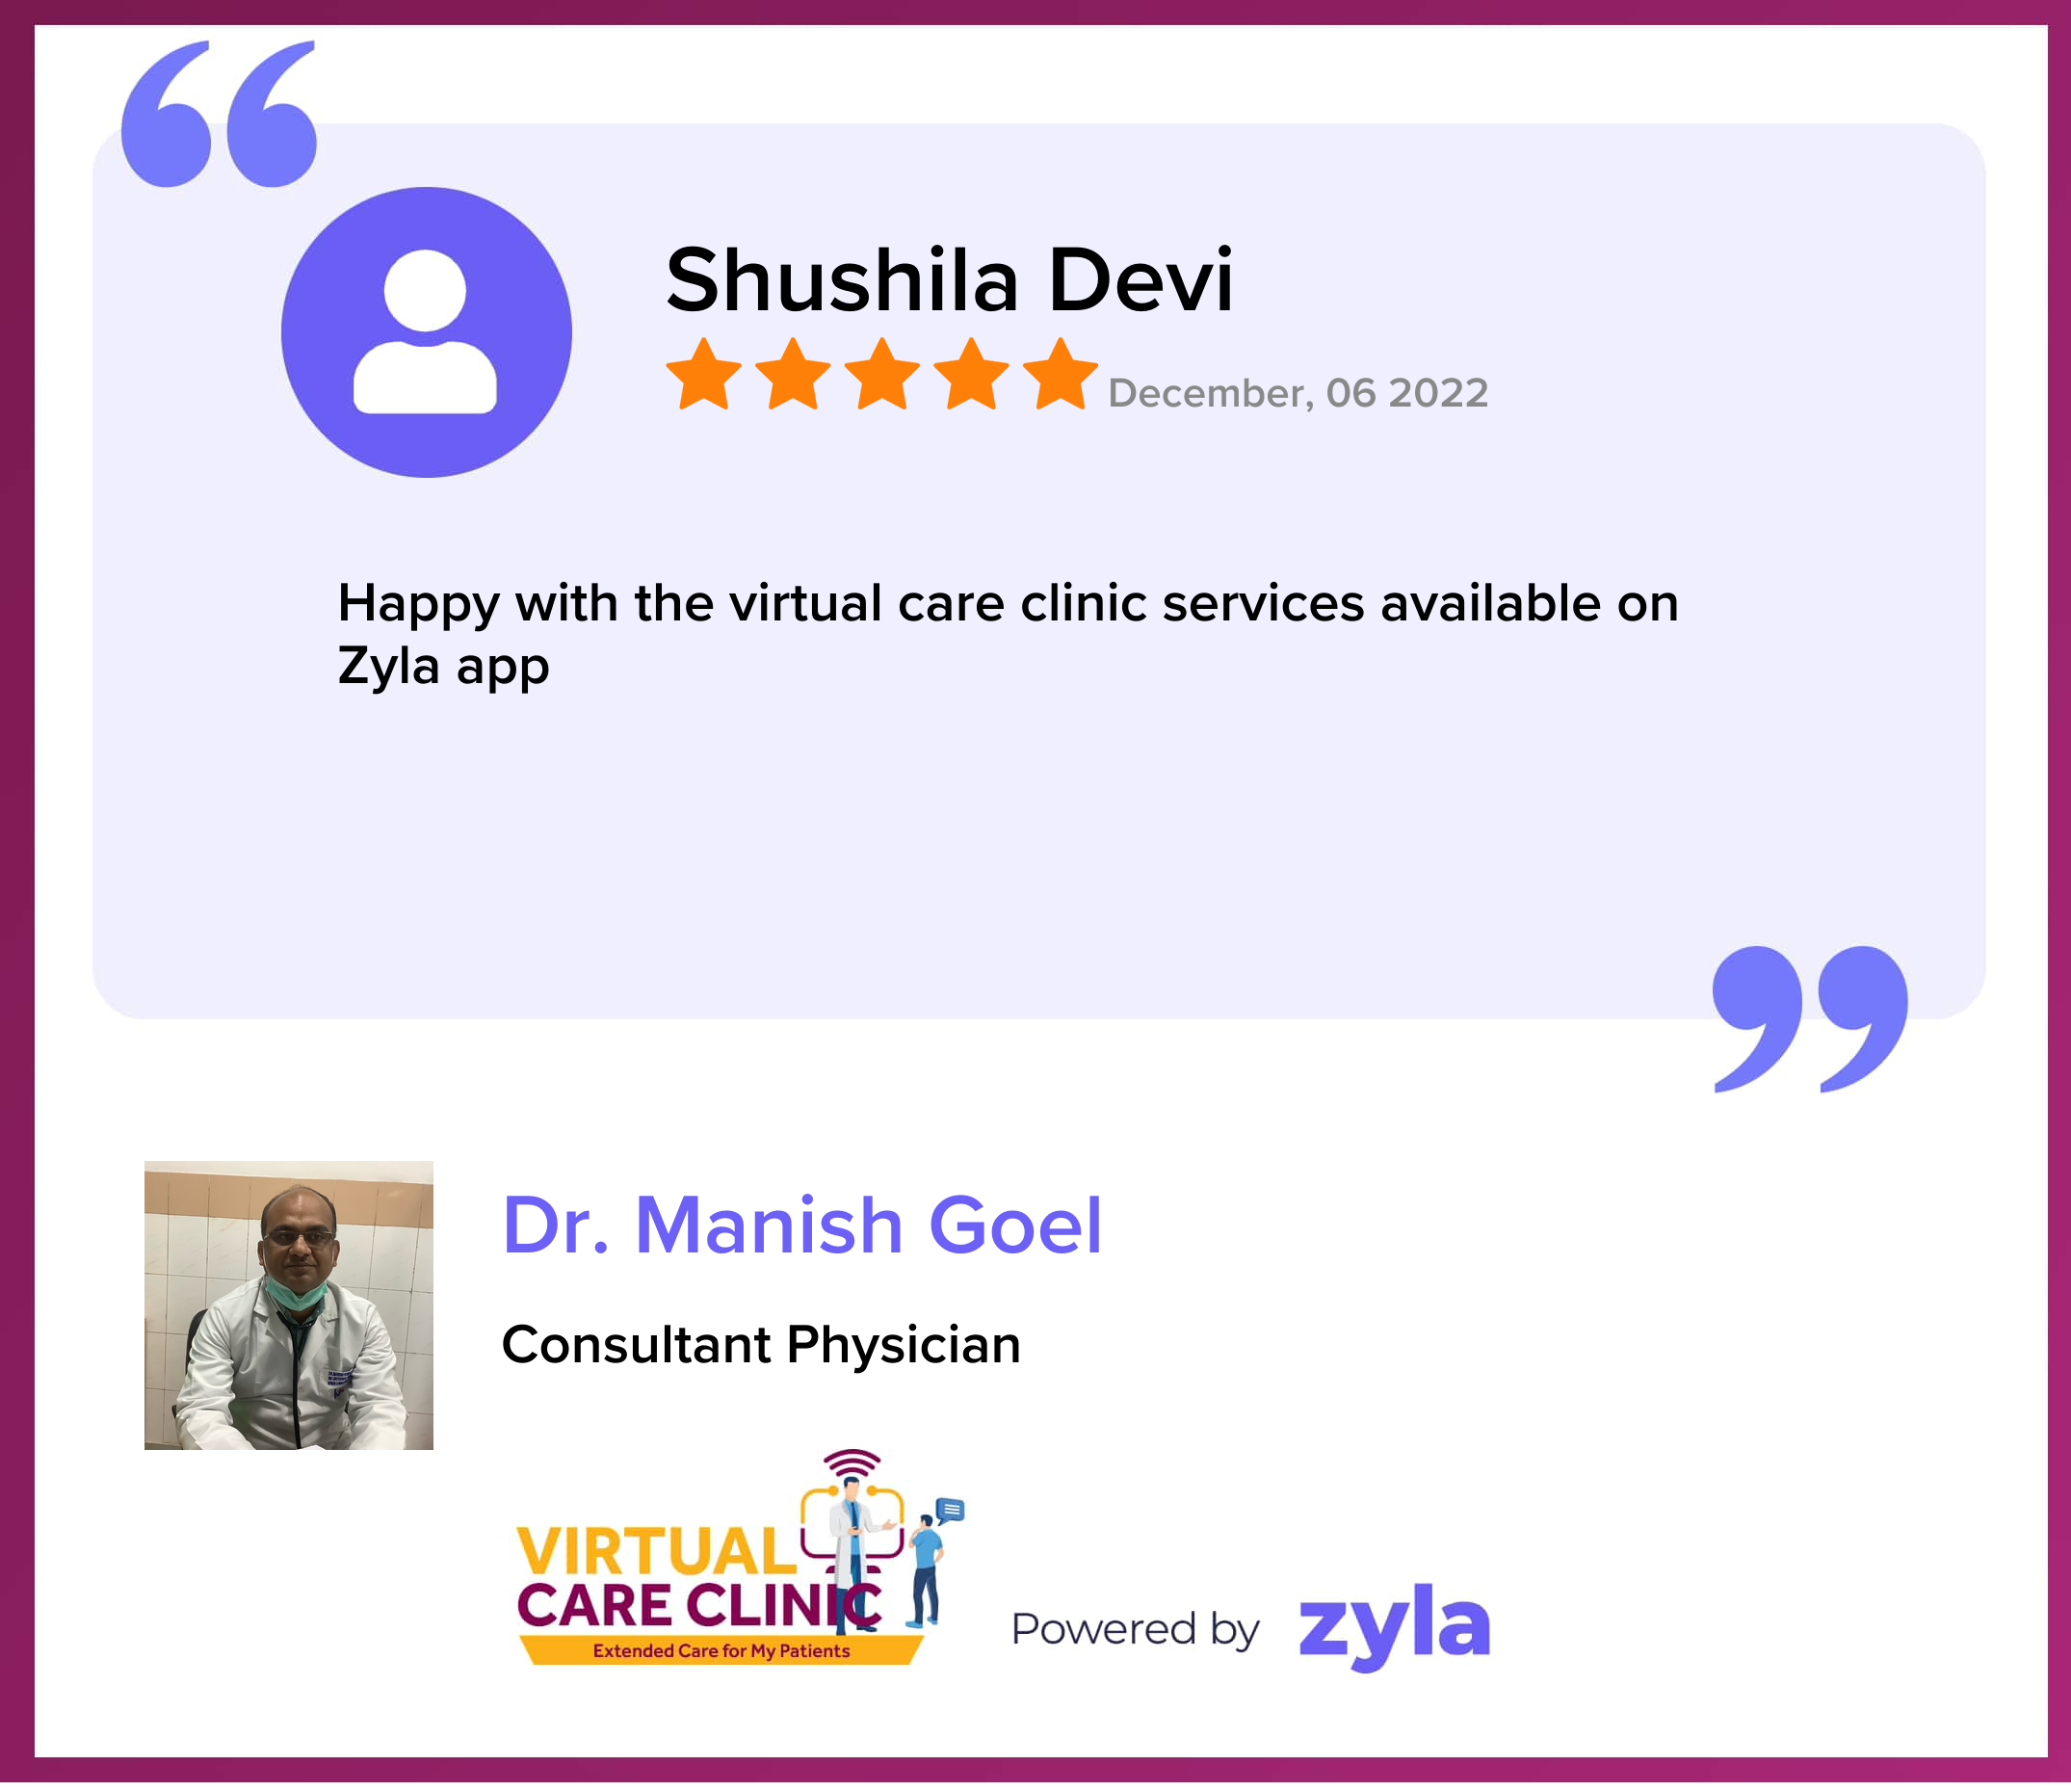 Shushila Devi
December, 06 2022
Happy with the virtual care clinic services available on
Zyla app
Dr. Manish Goel
Consultant Physician
VIRTUAL
CARE CLINIC
Extended Care for My Patients
Powered by zyla